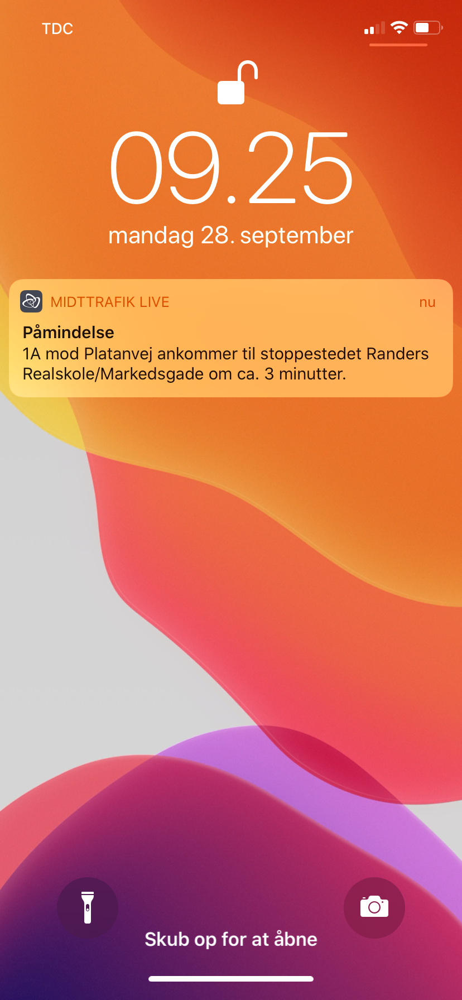 TDC
09.25
mandag 28. september
MIDTTRAFIK LIVE
nu
Påmindelse
1A mod Platanvej ankommer til stoppestedet Randers
Realskole/Markedsgade om ca. 3 minutter.
Skub op for at åbne